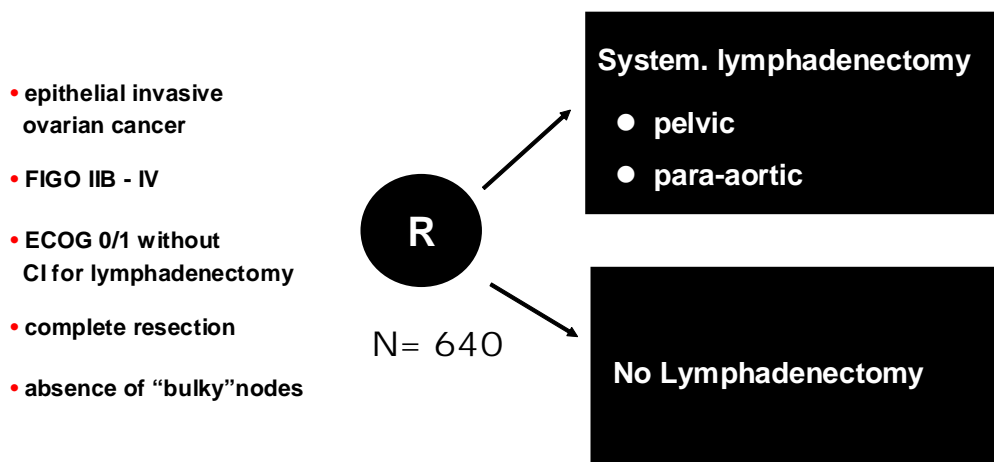 • epithelial invasive
ovarian cancer
• FIGO IIB - IV
• ECOG 0/1 without
CI for lymphadenectomy
• complete resection
• absence of “bulky”nodes
R
N= 640
System. lymphadenectomy
● pelvic
● para-aortic
No Lymphadenectomy